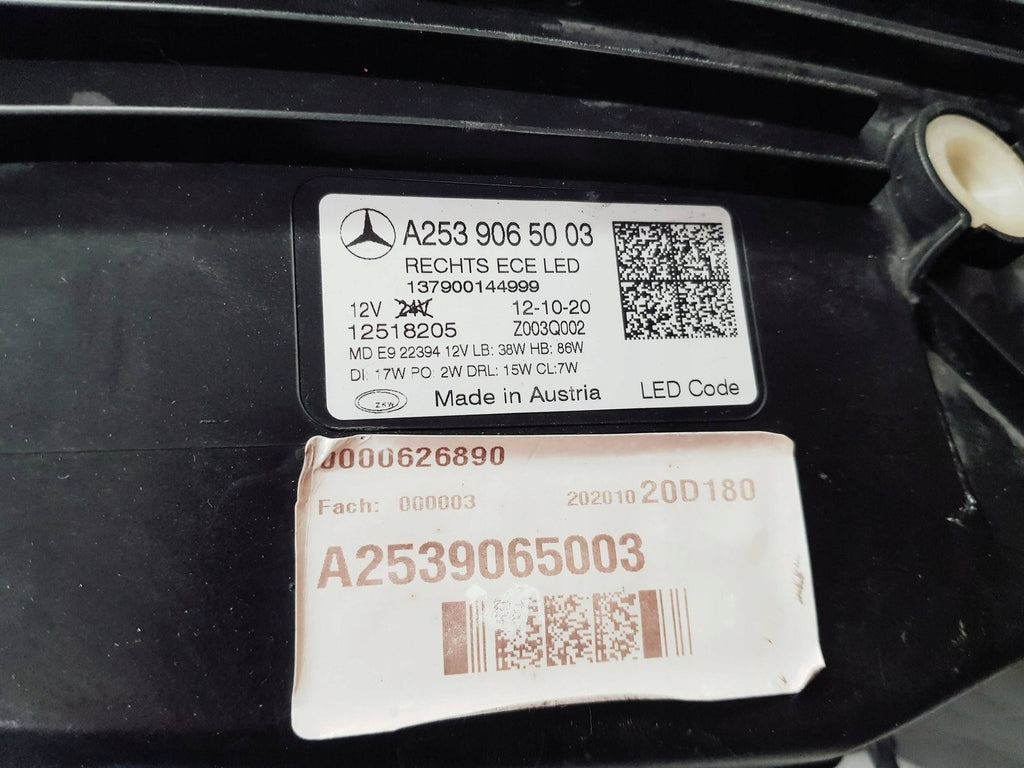 A253 906 50 03
RECHTS ECE LED
137900144999
12V 24V 12-10-20
12518205 Z003Q002
MD E9 22394 12V LB: 38W HB: 86W
DI: 17W PO: 2W DRL: 15W CL:7W
ZKW Made in Austria LED Code
0000626890
Fach: 000003 202010 20D180
A2539065003